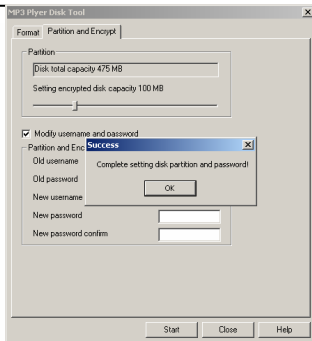 MP3 Plyer Disk Tool
Format
Partition and Encrypt
Partition
Disk total capacity 475 MB
Setting encrypted disk capacity 100 MB
Modify username and password
Partition and Enc
Success
Complete setting disk partition and password!
OK
Old username
Old password
New username
New password
New password confirm
Start
Close
Help